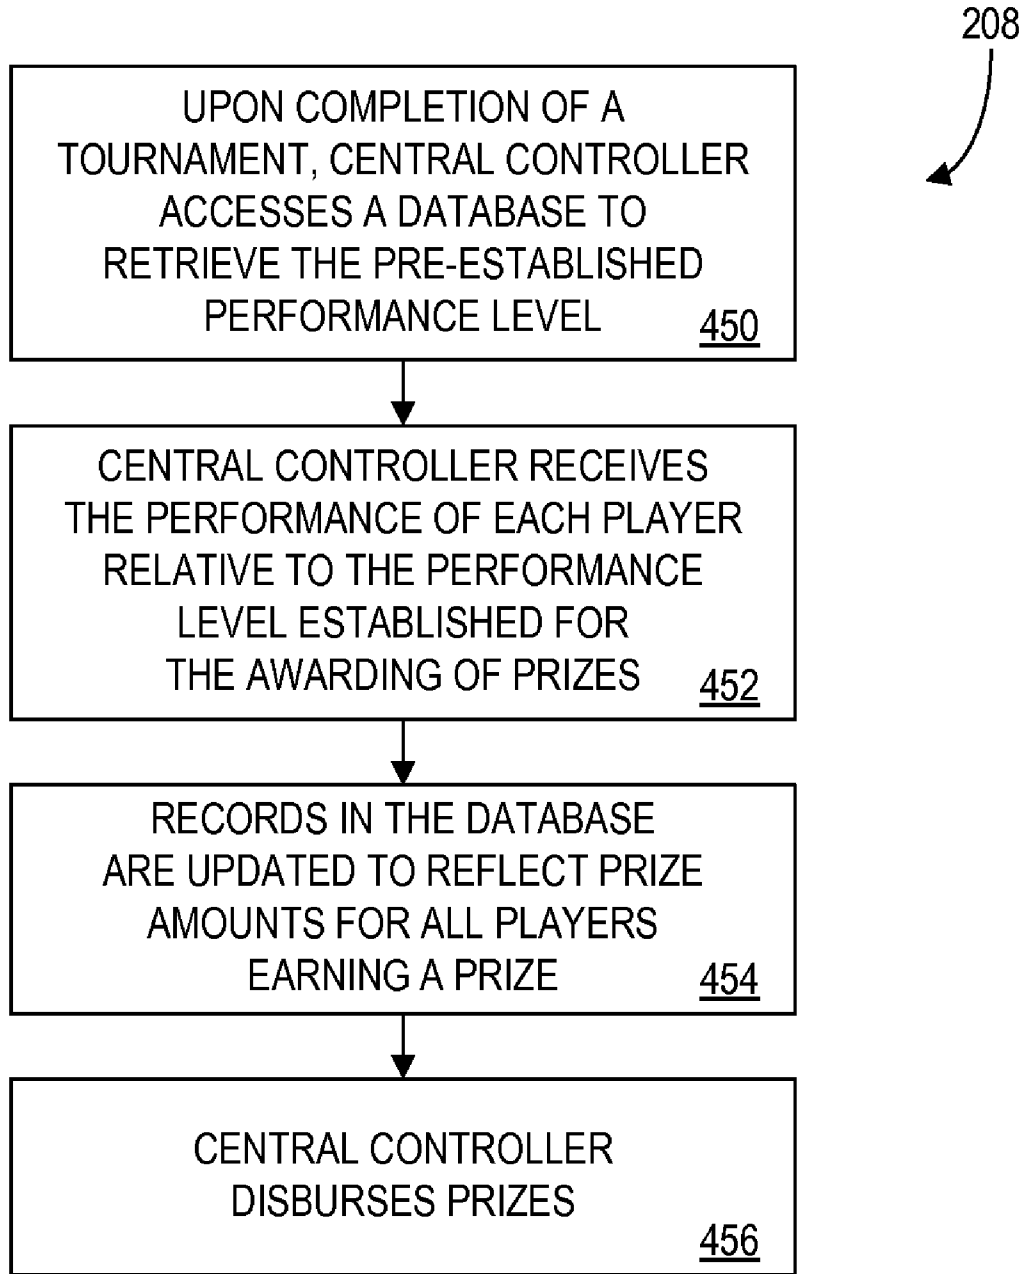 208
UPON COMPLETION OF A
TOURNAMENT, CENTRAL CONTROLLER
ACCESSES A DATABASE TO
RETRIEVE THE PRE-ESTABLISHED
PERFORMANCE LEVEL
450
CENTRAL CONTROLLER RECEIVES
THE PERFORMANCE OF EACH PLAYER
RELATIVE TO THE PERFORMANCE
LEVEL ESTABLISHED FOR
THE AWARDING OF PRIZES
452
RECORDS IN THE DATABASE
ARE UPDATED TO REFLECT PRIZE
AMOUNTS FOR ALL PLAYERS
EARNING A PRIZE
454
CENTRAL CONTROLLER
DISBURSES PRIZES
456